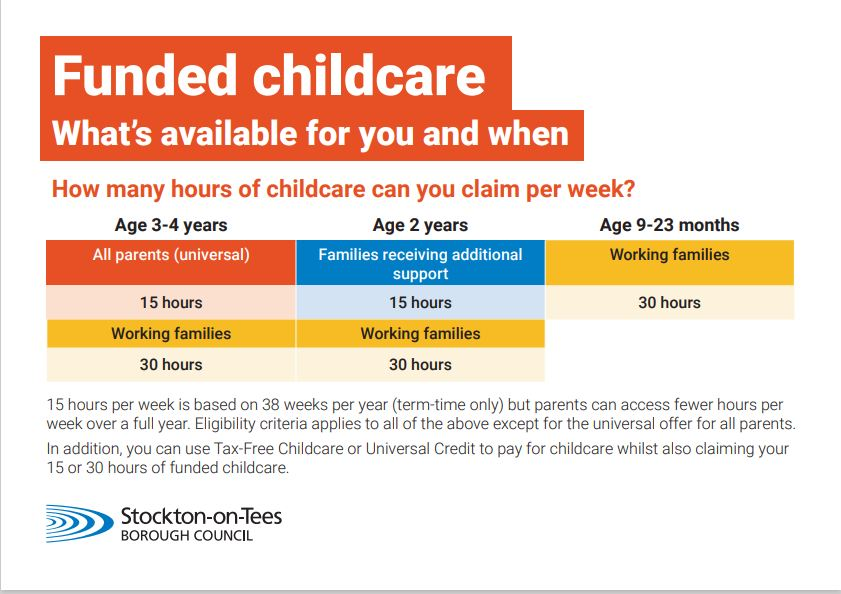 Funded childcare
What's available for you and when
How many hours of childcare can you claim per week?
Age 3-4 years
Age 2 years
Age 9-23 months
All parents (universal)
Families receiving additional
support
Working families
15 hours
15 hours
30 hours
Working families
Working families
30 hours
30 hours
15 hours per week is based on 38 weeks per year (term-time only) but parents can access fewer hours per
week over a full year. Eligibility criteria applies to all of the above except for the universal offer for all parents.
In addition, you can use Tax-Free Childcare or Universal Credit to pay for childcare whilst also claiming your
15 or 30 hours of funded childcare.
Stockton-on-Tees
BOROUGH COUNCIL